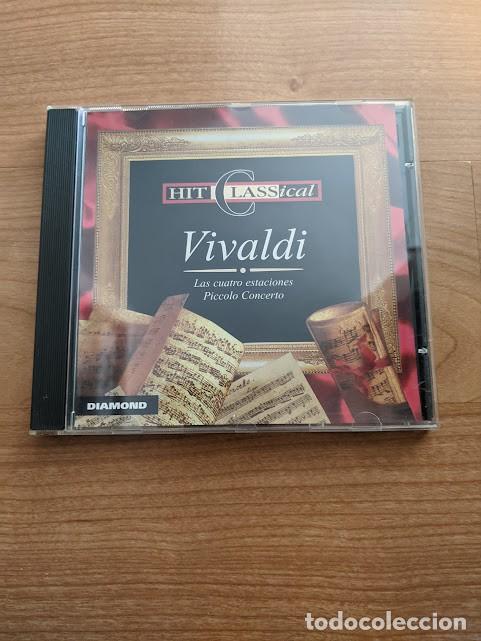 HIT CLASSical
Vivaldi
Las cuatro estaciones
Piccolo Concerto
DIAMOND
todocoleccion